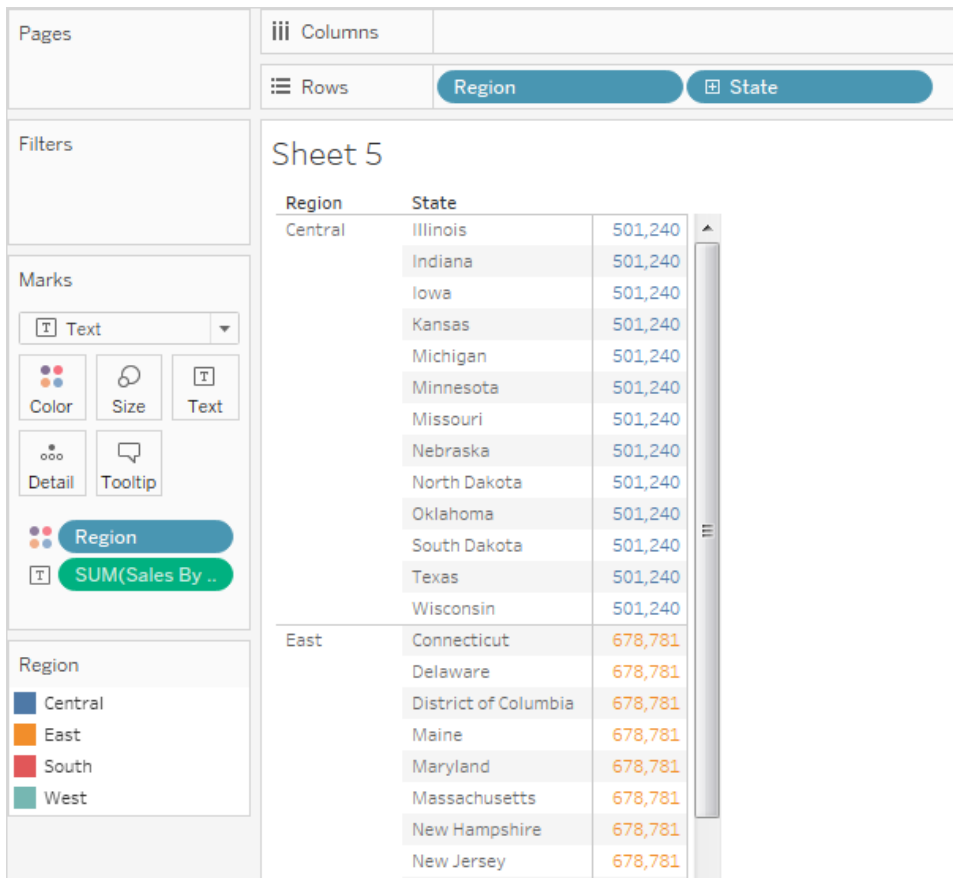 Pages
Columns
Rows Region State
Filters
Sheet 5
Region State
Central Illinois 501,240
Indiana 501,240
Iowa 501,240
Kansas 501,240
Michigan 501,240
Minnesota 501,240
Missouri 501,240
Nebraska 501,240
North Dakota 501,240
Oklahoma 501,240
South Dakota 501,240
Texas 501,240
Wisconsin 501,240
East Connecticut 678,781
Delaware 678,781
District of Columbia 678,781
Maine 678,781
Maryland 678,781
Massachusetts 678,781
New Hampshire 678,781
New Jersey 678,781
Marks
T Text
Color Size T Text
Detail Tooltip
Region
T SUM(Sales By ..
Region
Central
East
South
West